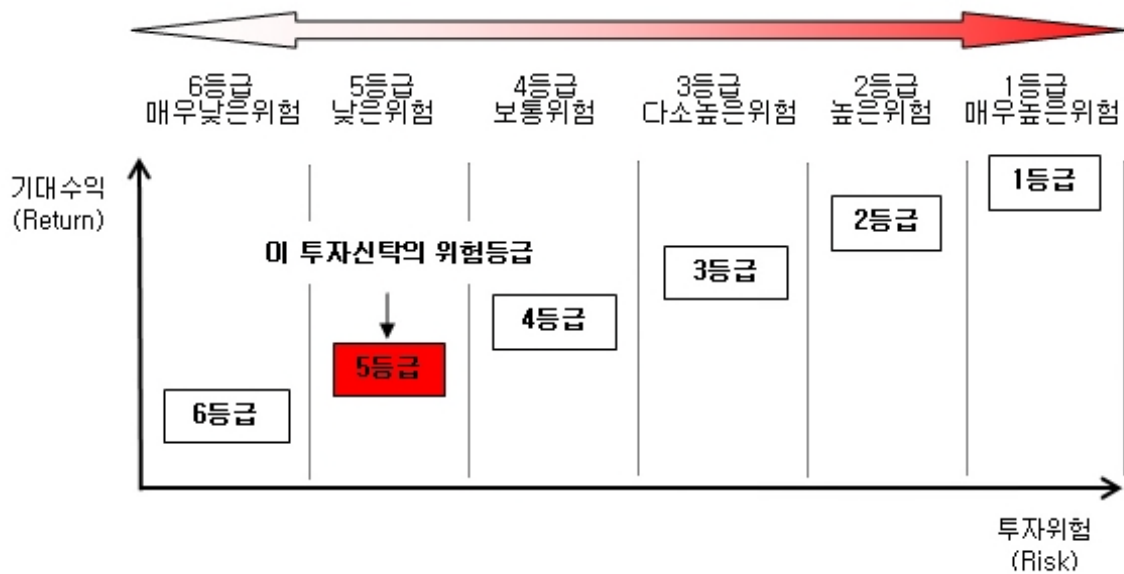 6등급
매우낮은위험
5등급
낮은위험
4등급
보통위험
3등급
다소높은위험
2등급
높은위험
1등급
매우높은위험
기대수익
(Return)
1등급
2등급
이 투자신탁의 위험등급
3등급
4등급
5등급
6등급
투자위험
(Risk)